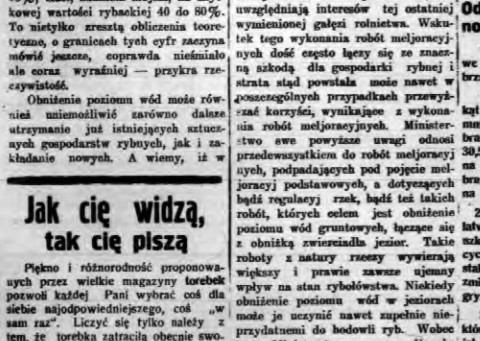 kowej wartości rybackiej 40 do 80%.
To nietylko zresztą obliczenia teore-
tyczne, o granicach tych cyfr zaczyna
mówić jeszcze, coprawda nieśmiało
ale coraz wyraźniej — przykra rze-
czywistość.
Obniżenie poziomu wód może rów-
nież uniemożliwić zarówno dalsze
utrzymanie już istniejących sztucz-
nych gospodarstw rybnych, jak i za-
kładanie nowych. A wiemy, iż w
Jak cię widzą,
tak cię piszą
Piękno i różnorodność proponowa-
nych przez wielkie magazyny torebek
pozwoli każdej Pani wybrać coś dla
siebie najodpowiedniejszego, coś „w
sam raz”. Liczyć się tylko należy z
tem, że torebka zatraciła obecnie swo-
uwzględniają interesów tej ostatniej
wymienionej gałęzi rolnictwa. Wsku-
tek tego wykonania robót meljoracyj-
nych dość często łączy się ze znacz-
ną szkodą dla gospodarki rybnej i
strata stąd powstała może nawet w
poszczególnych przypadkach przewyż-
szać korzyści, wynikające z wykona-
nia robót meljoracyjnych. Minister-
stwo swe powyższe uwagi odnosi
przedewszystkiem do robót meljoracyj
nych, podpadających pod pojęcie mel-
joracyj podstawowych, a dotyczących
bądź regulacyj rzek, bądź też takich
robót, których celem jest obniżenie
poziomu wód gruntowych, łączące się
z obniżką zwierciadła jezior. Takie
roboty z natury rzeczy wywierają
większy i prawie zawsze ujemny
wpływ na stan rybołówstwa. Niekiedy
obniżenie poziomu wód w jeziorach
może je uczynić nawet zupełnie nie-
przydatnemi do hodowli ryb. Wobec